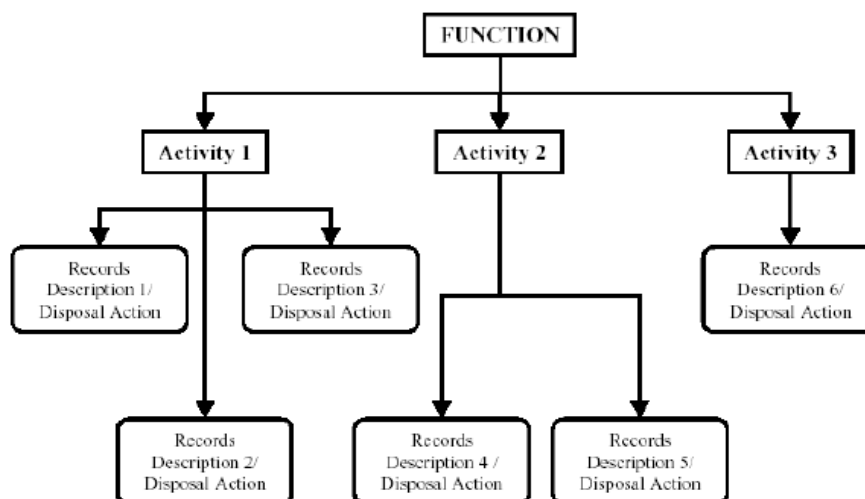 FUNCTION
Activity 1
Activity 2
Activity 3
Records
Description 1/
Disposal Action
Records
Description 3/
Disposal Action
Records
Description 6/
Disposal Action
Records
Description 2/
Disposal Action
Records
Description 4 /
Disposal Action
Records
Description 5/
Disposal Action